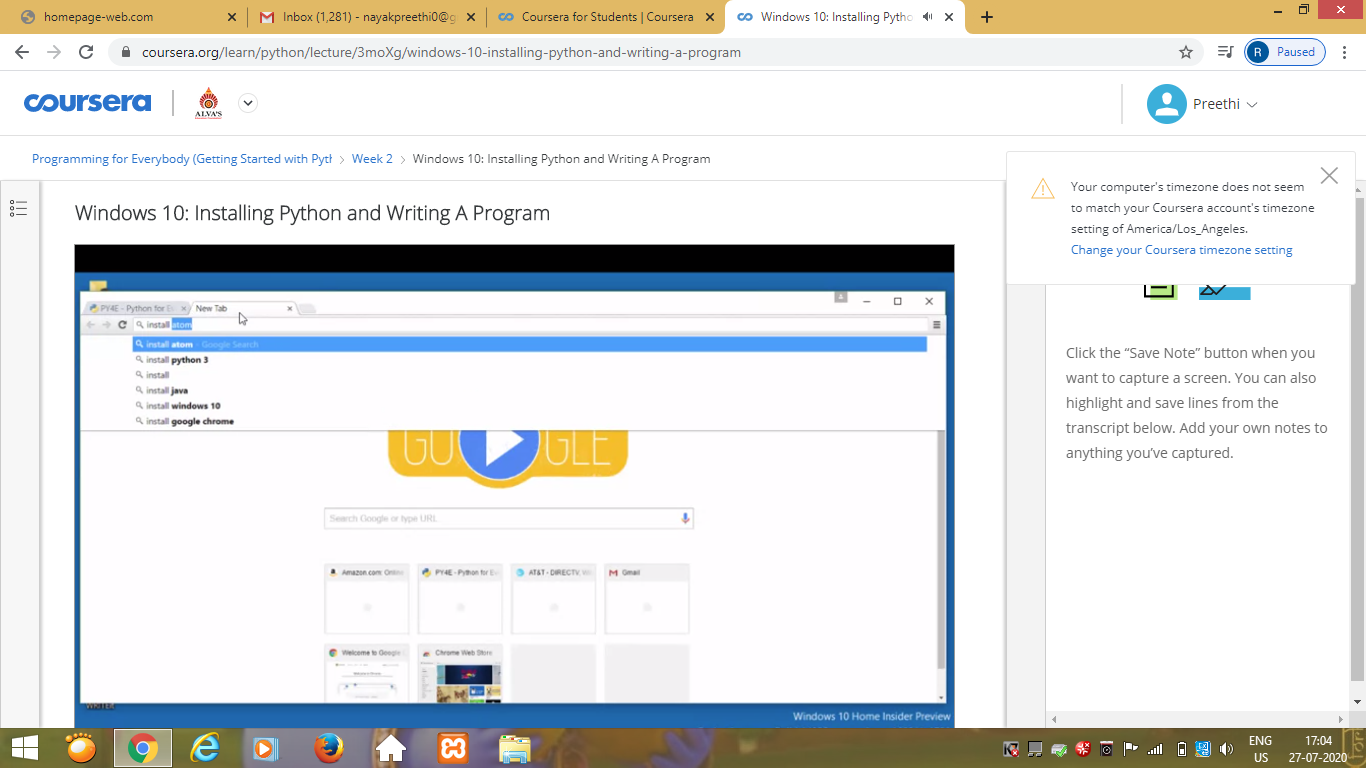 homepage-web.com
Inbox (1,281) - nayakpreethi0@g
Coursera for Students | Coursera
Windows 10: Installing Pytho
coursera.org/learn/python/lecture/3moXg/windows-10-installing-python-and-writing-a-program
R Paused
coursera
ALVA'S
Preethi
Programming for Everybody (Getting Started with Pyth
Week 2
Windows 10: Installing Python and Writing A Program
Your computer's timezone does not seem
to match your Coursera account's timezone
setting of America/Los_Angeles.
Change your Coursera timezone setting
Windows 10: Installing Python and Writing A Program
PY4E - Python for Ev
New Tab
install atom
install atom - Google Search
install python 3
install
install java
install windows 10
install google chrome
GO GLE
Search Google or type URL
Amazon.com: Online
PY4E - Python for Ev
AT&T - DIRECTV, W
Gmail
Welcome to Google
Chrome Web Store
WRITER
Windows 10 Home Insider Preview
Click the “Save Note” button when you
want to capture a screen. You can also
highlight and save lines from the
transcript below. Add your own notes to
anything you’ve captured.
ENG
US
17:04
27-07-2020